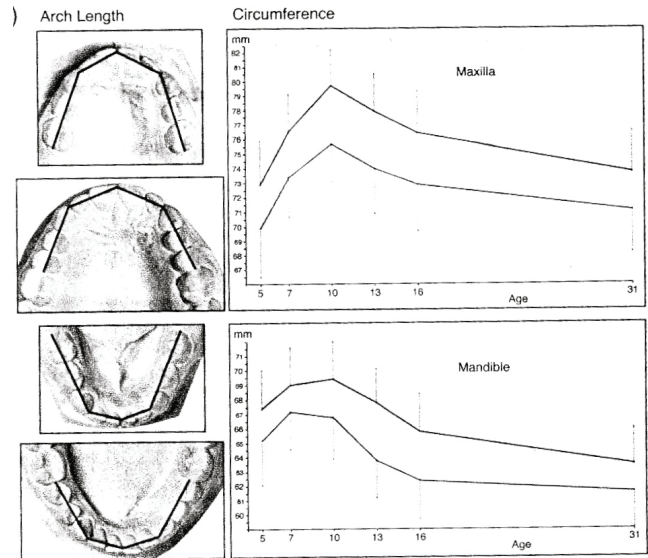 ) Arch Length
Circumference
mm
82
81
80
79
78
77
76
75
74
73
72
71
70
69
68
67
Maxilla
5 7 10 13 16 31
Age
mm
71
70
69
68
67
66
65
64
63
62
61
60
Mandible
5 7 10 13 16 31
Age